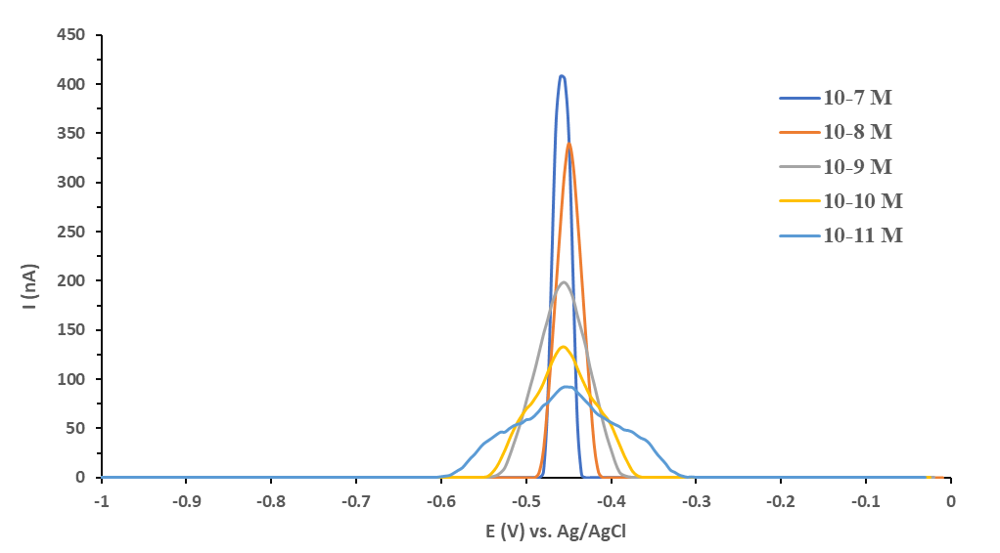 450
400
350
300
250
200
150
100
50
0
I (nA)
10-7 M
10-8 M
10-9 M
10-10 M
10-11 M
-1 -0.9 -0.8 -0.7 -0.6 -0.5 -0.4 -0.3 -0.2 -0.1 0
E (V) vs. Ag/AgCl